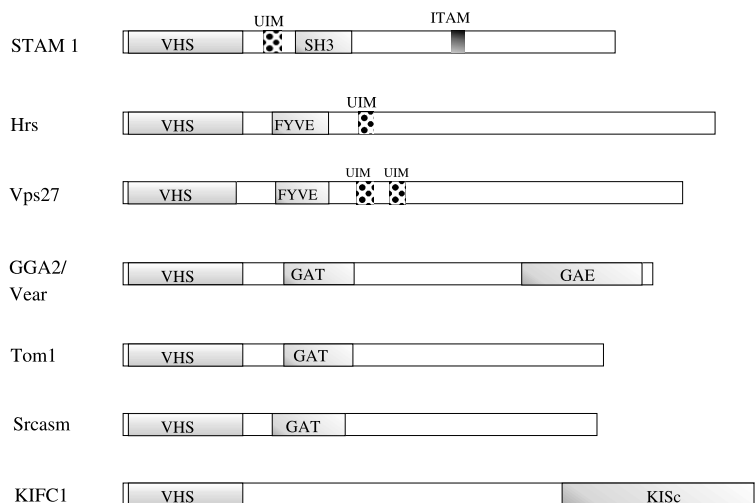 UIM ITAM
STAM 1 VHS SH3
UIM
Hrs VHS FYVE
UIM UIM
Vps27 VHS FYVE
GGA2/
Vear VHS GAT GAE
Tom1 VHS GAT
Srcasm VHS GAT
KIFC1 VHS KISc